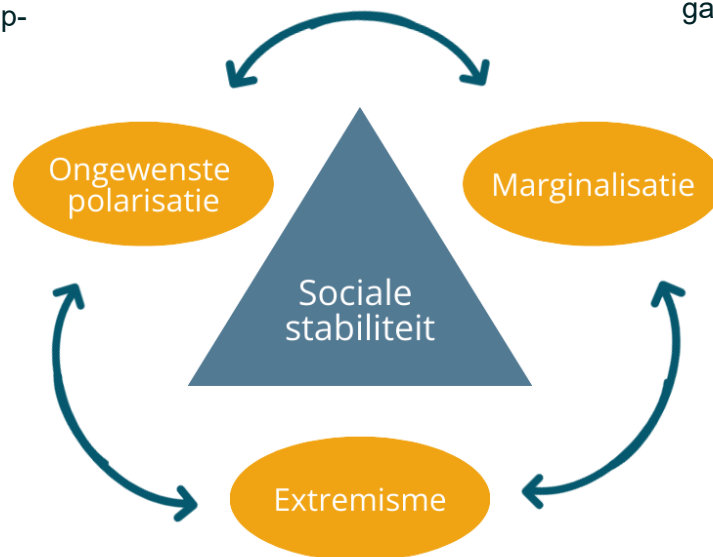 p-
ga
Ongewenste
polarisatie
Marginalisatie
Sociale
stabiliteit
Extremisme